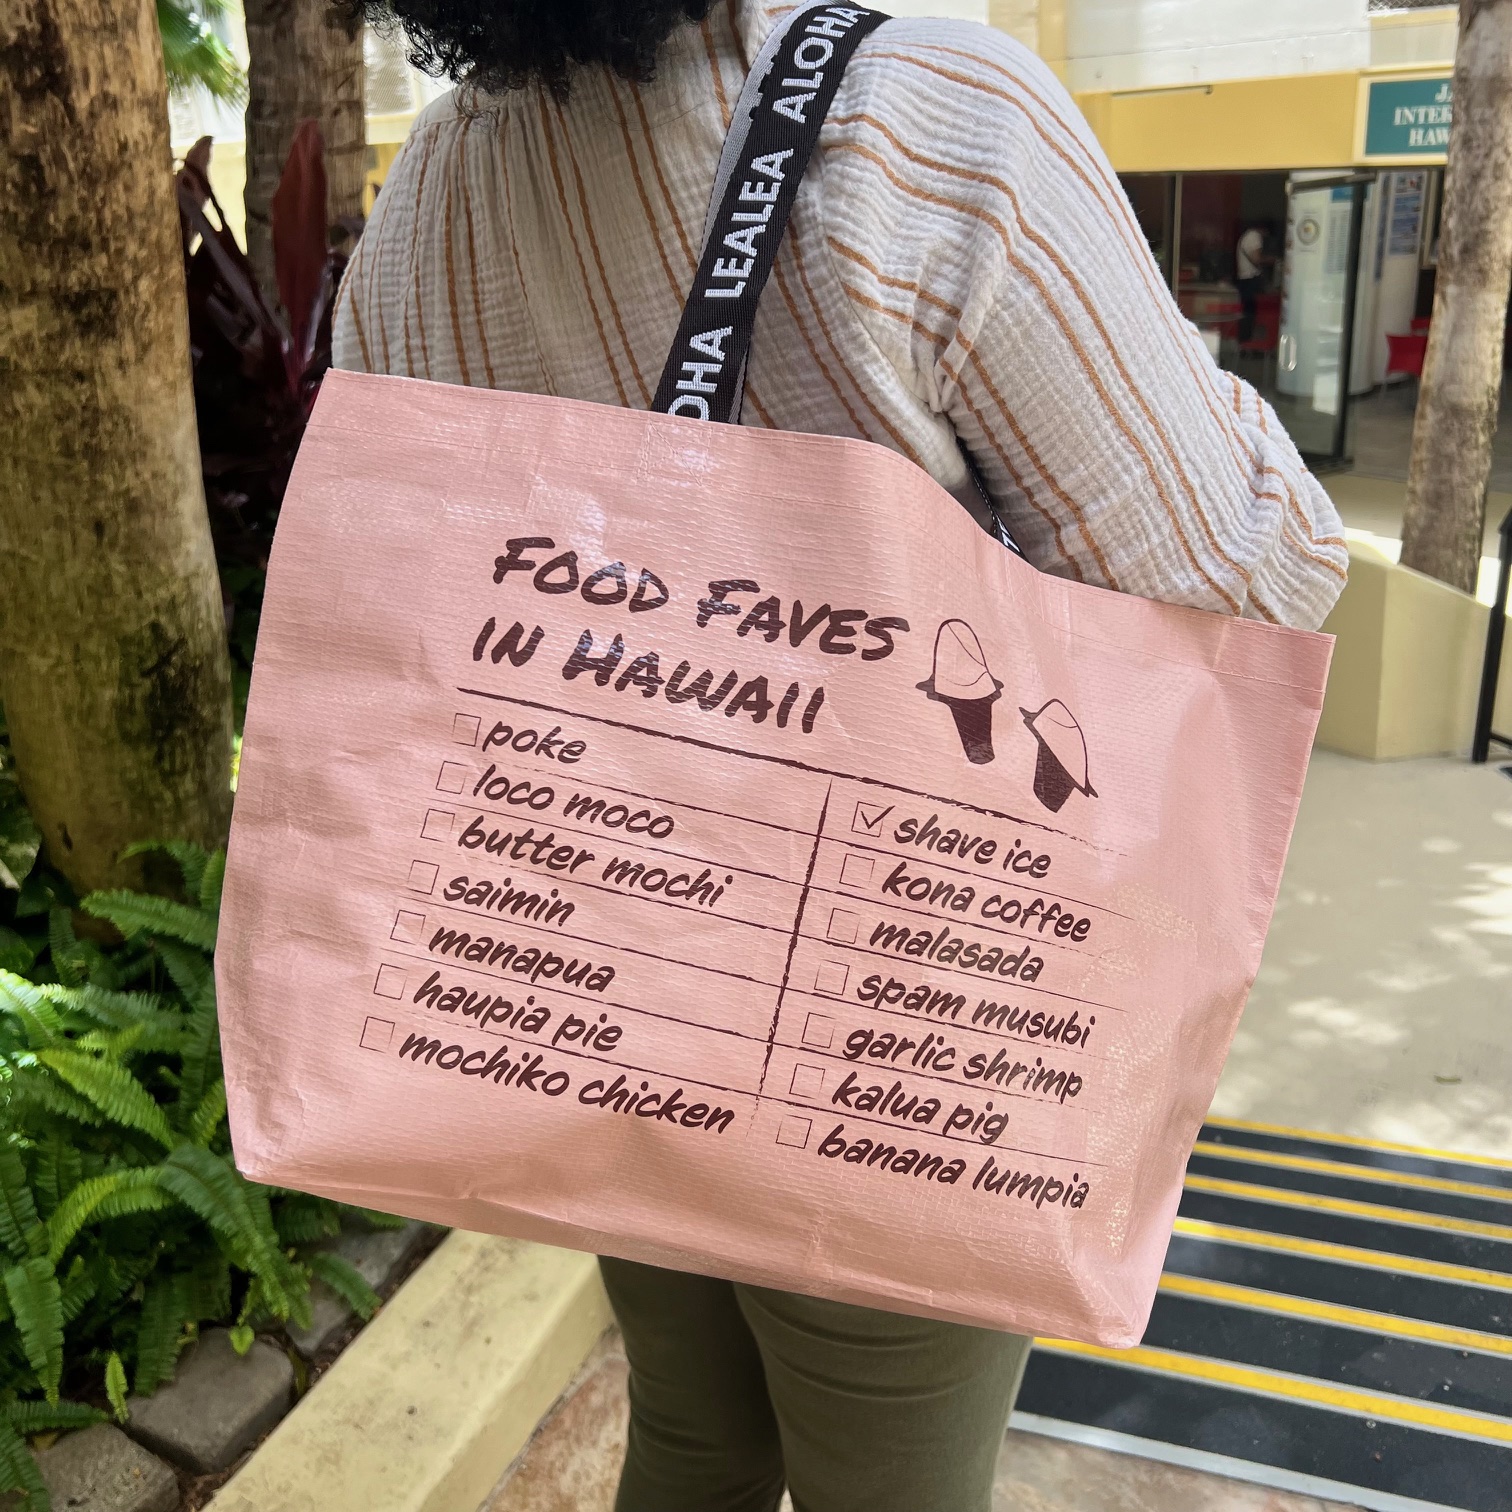 ALOHA
LEALEA
OHA
FOOD FAVES
IN HAWAII
poke
loco moco
butter mochi
saimin
manapua
haupia pie
mochiko chicken
shave ice
kona coffee
malasada
spam musubi
garlic shrimp
kalua pig
banana lumpia